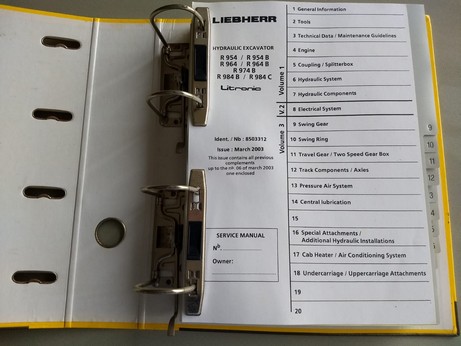 LIEBHERR
HYDRAULIC EXCAVATOR
R 954 / R 954 B
R 964 / R 964 B
R 974 B
R 984 B / R 984 C
Litronic
Ident. / Nb : 8503312
Issue : March 2003
This issue contains all previous
complements
up to the nr. 06 of march 2003
one enclosed
SERVICE MANUAL
Nb.
Owner:
Volume 1
V.2
Volume 3
1 General Information
2 Tools
3 Technical Data / Maintenance Guidelines
4 Engine
5 Coupling / Splitterbox
6 Hydraulic System
7 Hydraulic Components
8 Electrical System
9 Swing Gear
10 Swing Ring
11 Travel Gear / Two Speed Gear Box
12 Track Components / Axles
13 Pressure Air System
14 Central lubrication
15
16 Special Attachments /
Additional Hydraulic Installations
17 Cab Heater / Air Conditioning System
18 Undercarriage / Uppercarriage Attachments
19
20
9
10
11
12